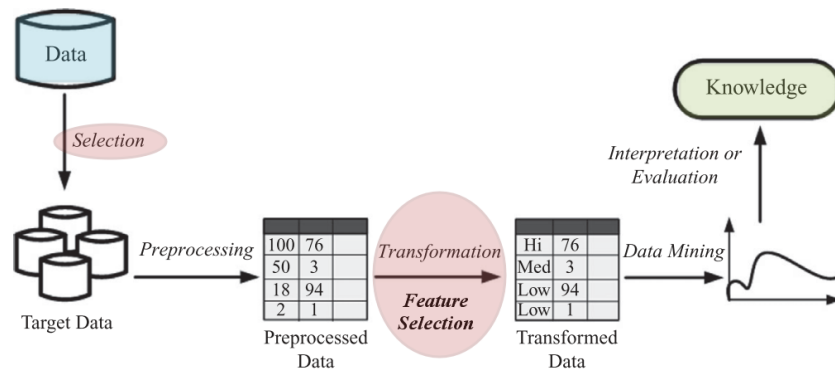 Data
Selection
Target Data
Preprocessing
100 76
50 3
18 94
2 1
Preprocessed
Data
Transformation
Feature
Selection
Hi 76
Med 3
Low 94
Low 1
Transformed
Data
Data Mining
Interpretation or
Evaluation
Knowledge